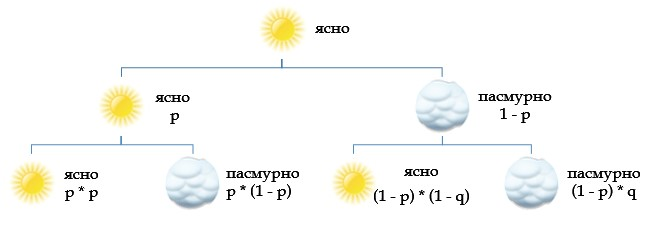 ясно
ясно
p
пасмурно
1 - p
ясно
p * p
пасмурно
p * (1 - p)
ясно
(1 - p) * (1 - q)
пасмурно
(1 - p) * q